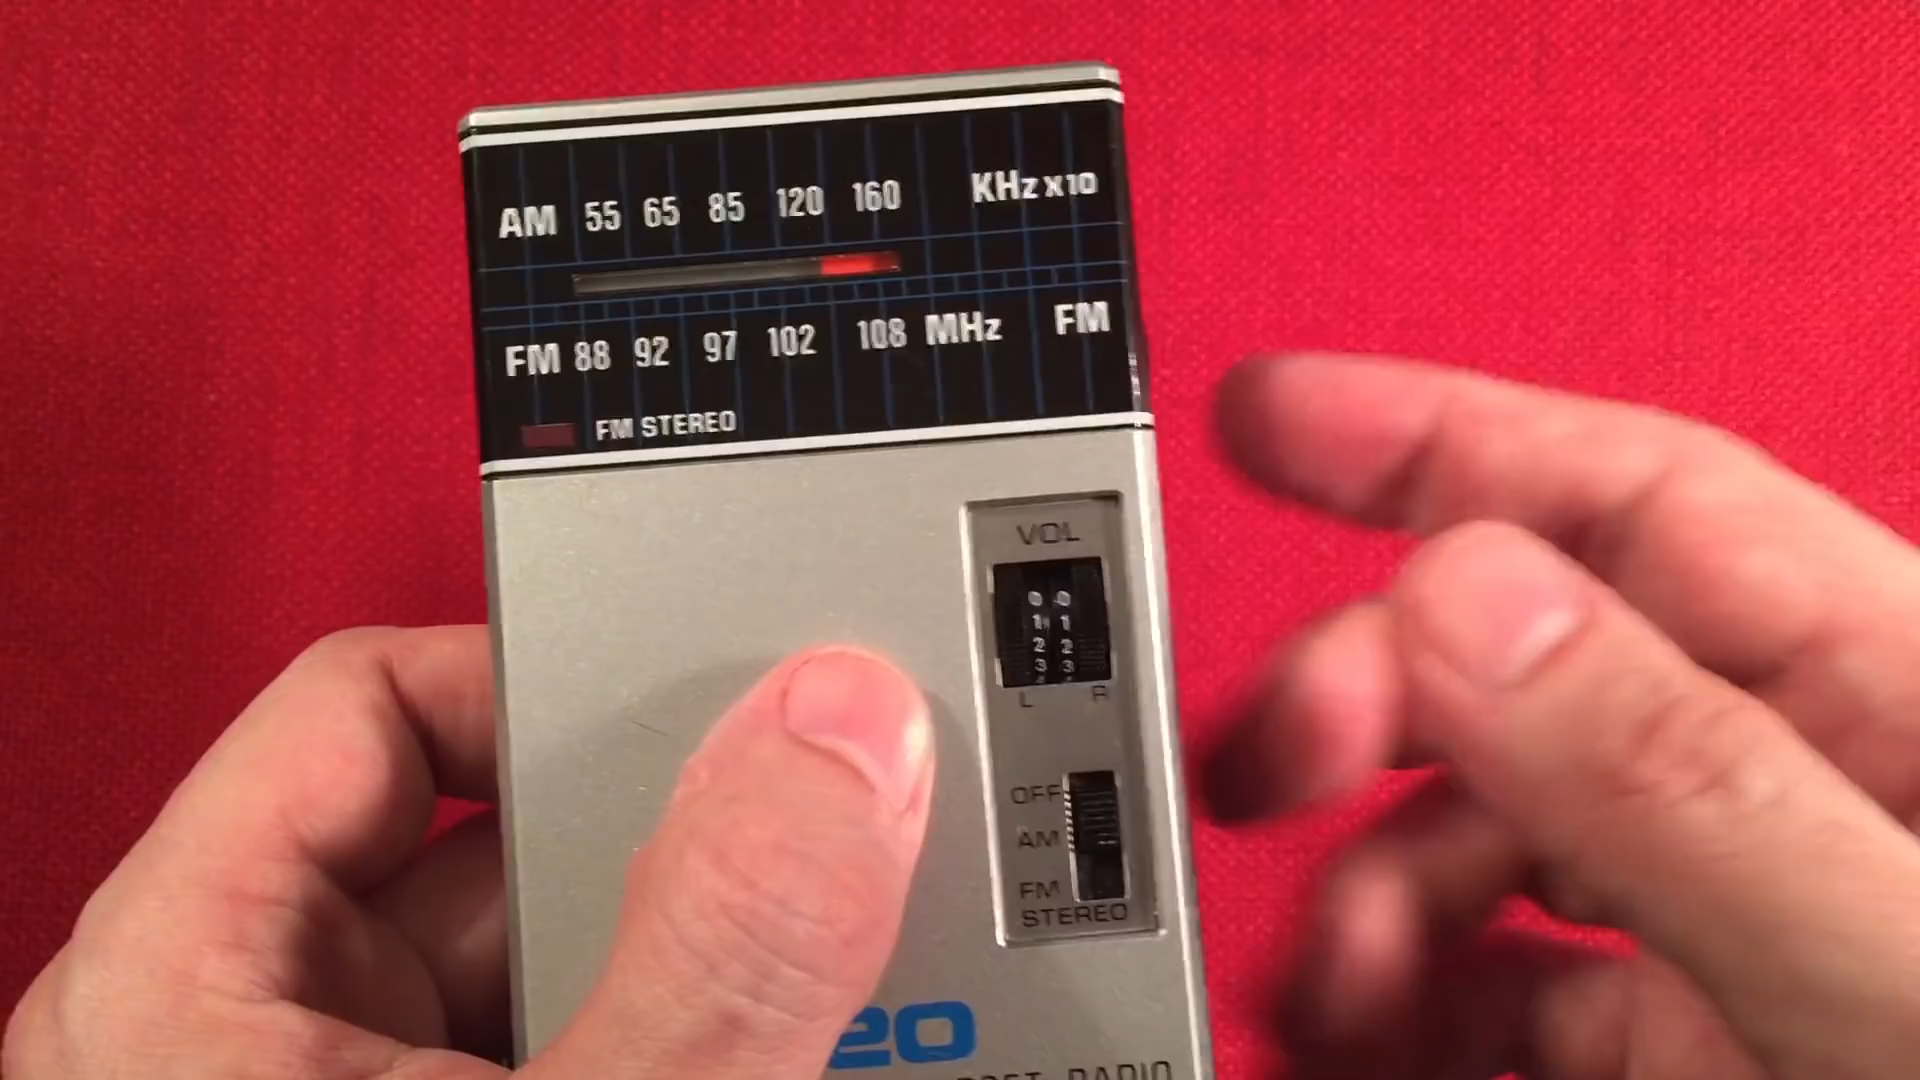 AM 55 65 85 120 160 KHz x10
FM 88 92 97 102 108 MHz FM
FM STEREO
VOL
0 0
1 1
2 2
3 3
L R
OFF
AM
FM
STEREO
RADIO